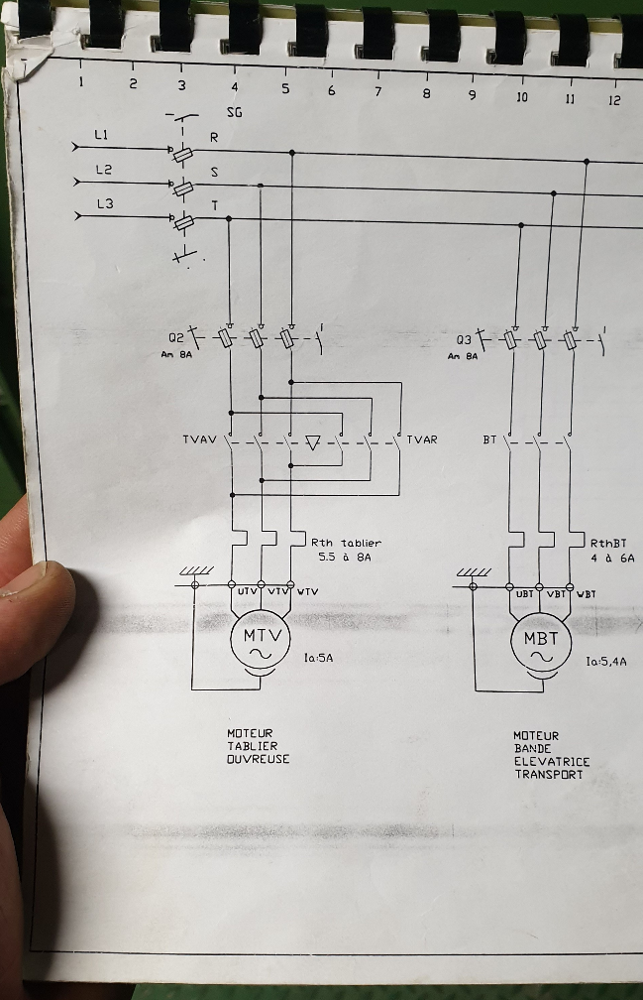 1 2 3 4 5 6 7 8 9 10 11 12
SG
L1 R
L2 S
L3 T
Q2
Am 8A
Q3
Am 8A
TVAV
TVAR
BT
Rth tablier
5.5 à 8A
RthBT
4 à 6A
UTV VTV WTV
UBT VBT WBT
MTV
Ia:5A
MBT
Ia:5,4A
MOTEUR
TABLIER
OUVREUSE
MOTEUR
BANDE
ELEVATRICE
TRANSPORT